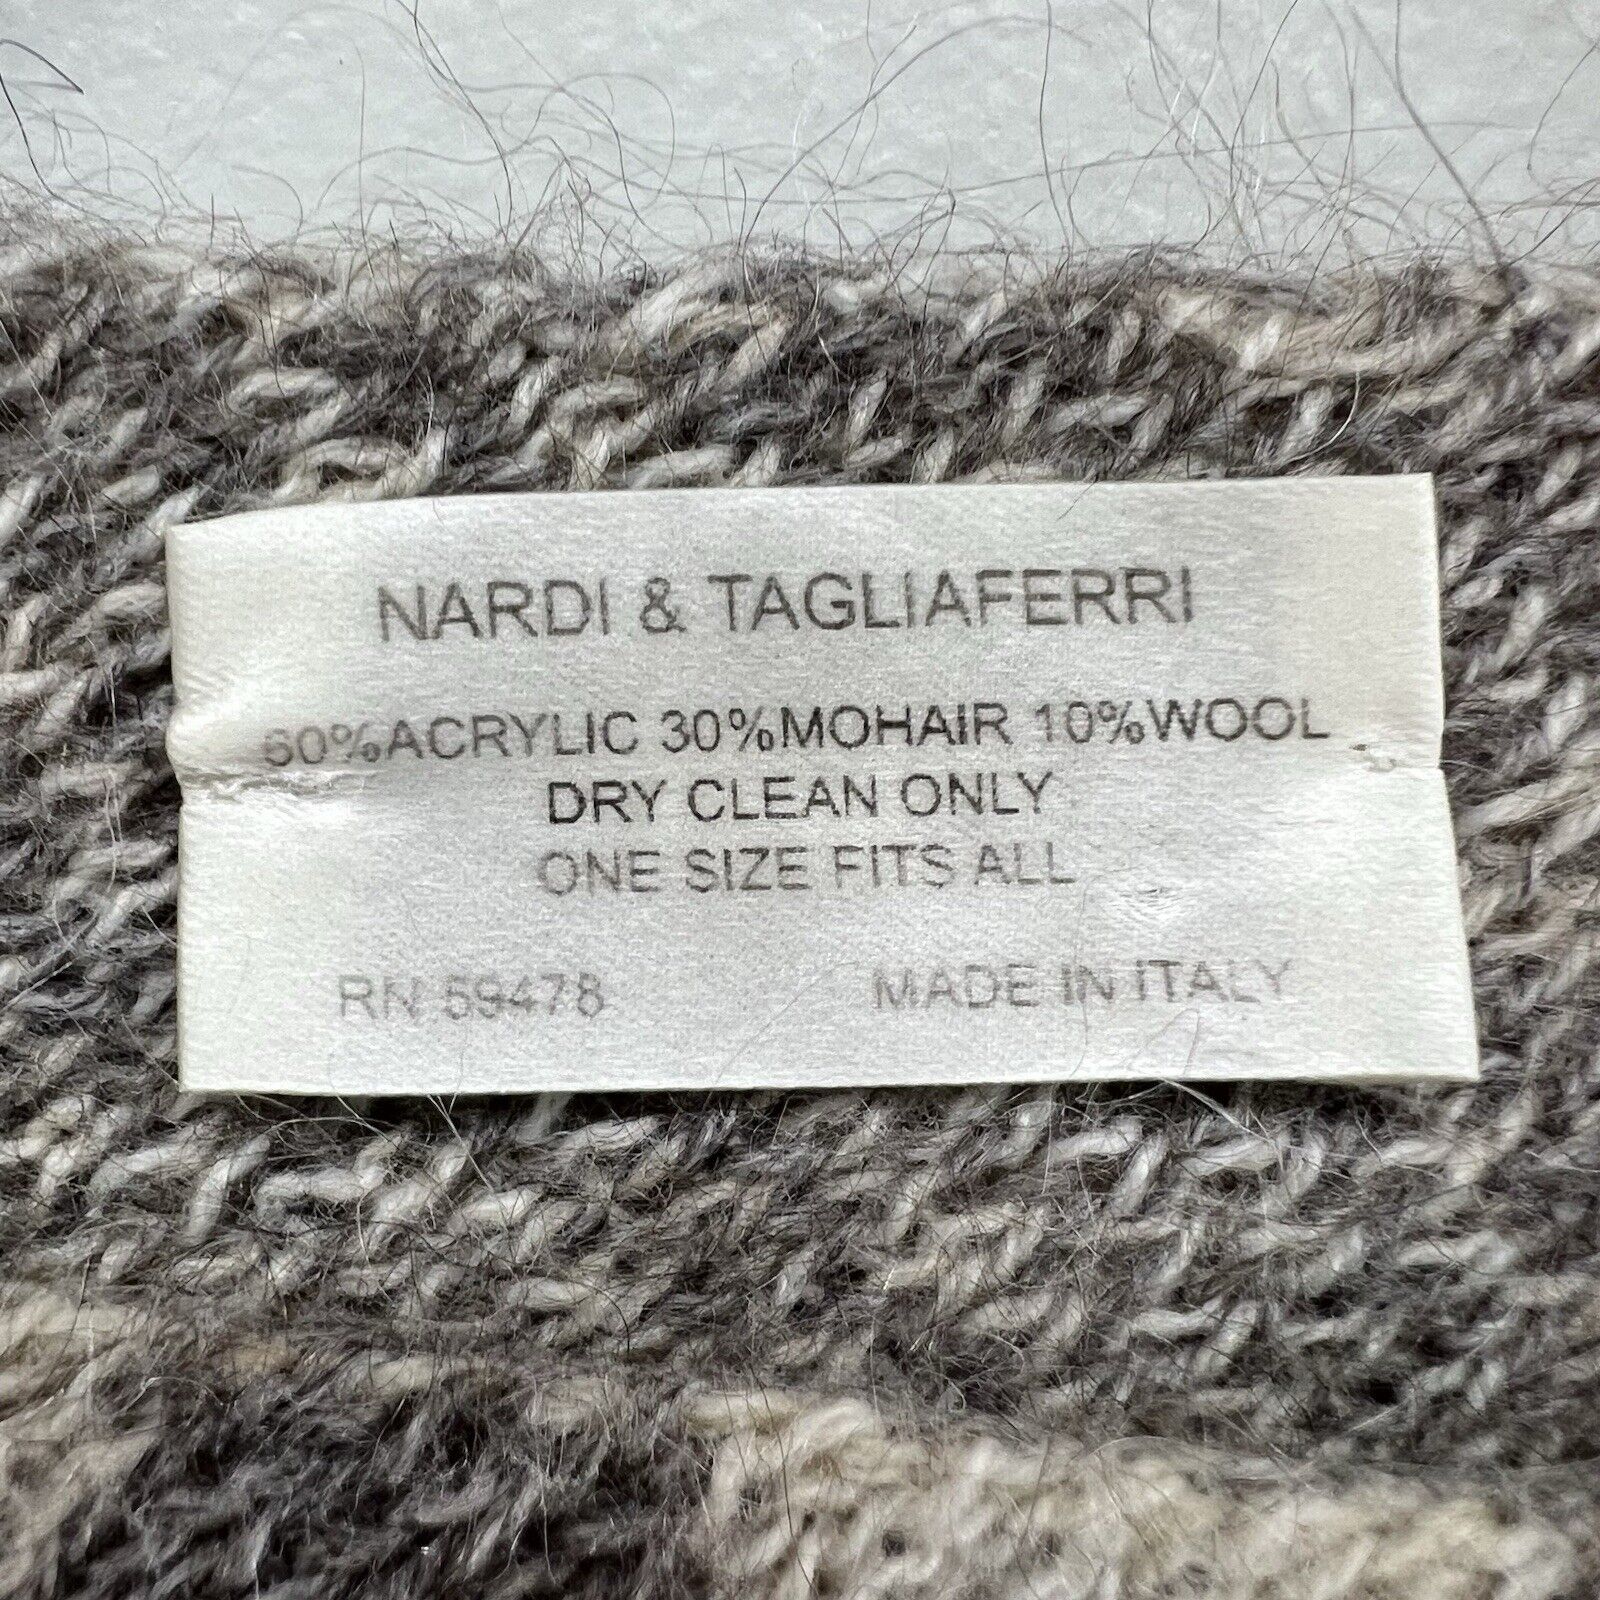 NARDI & TAGLIAFERRI
60%ACRYLIC 30%MOHAIR 10%WOOL
DRY CLEAN ONLY
ONE SIZE FITS ALL
RN 59478
MADE IN ITALY